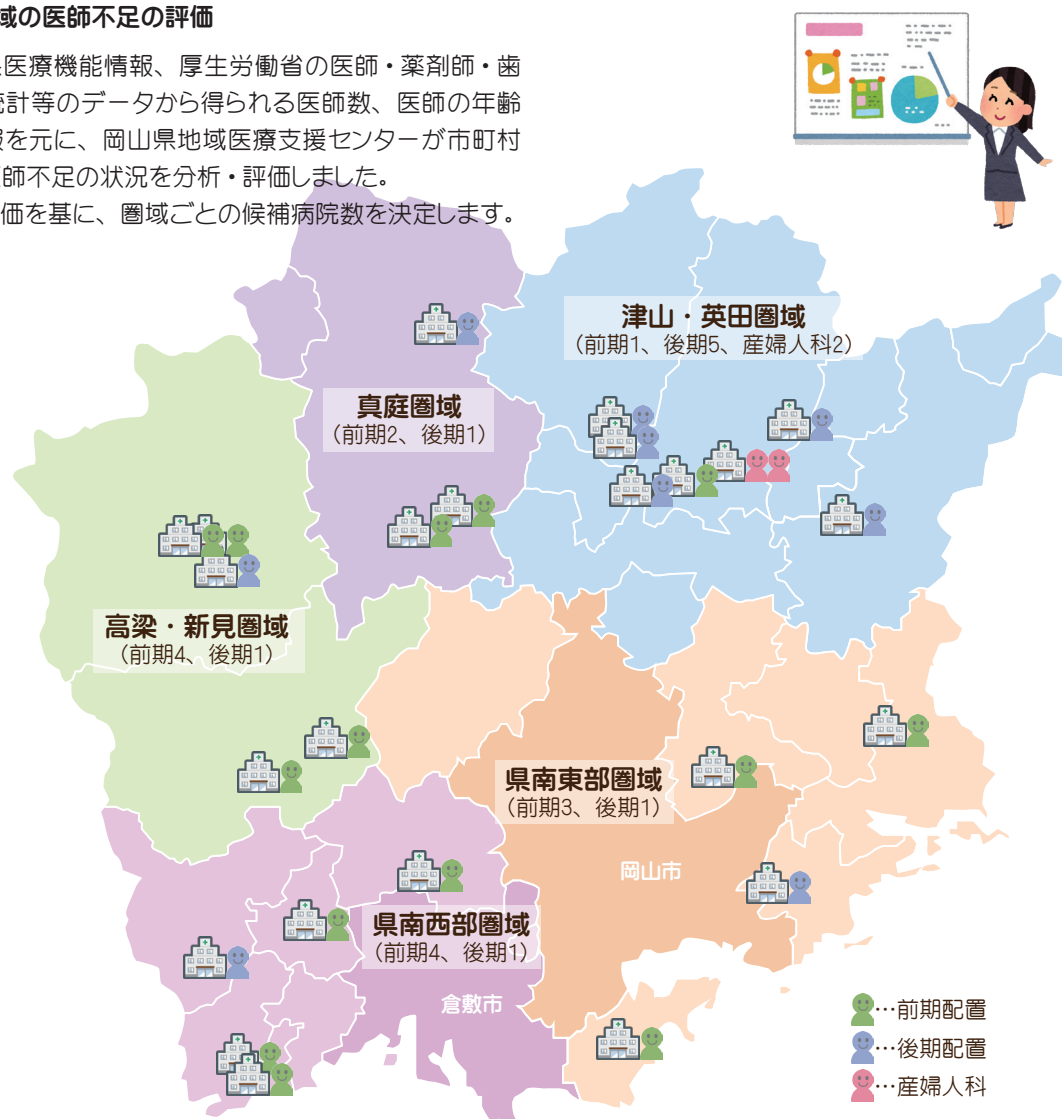 域の医師不足の評価
医療機能情報、厚生労働省の医師・薬剤師・歯
統計等のデータから得られる医師数、医師の年齢
を元に、岡山県地域医療支援センターが市町村
師不足の状況を分析・評価しました。
価を基に、圏域ごとの候補病院数を決定します。
津山・英田圏域
(前期1、後期5、産婦人科2)
真庭圏域
(前期2、後期1)
高梁・新見圏域
(前期4、後期1)
県南東部圏域
(前期3、後期1)
岡山市
県南西部圏域
(前期4、後期1)
倉敷市
…前期配置
…後期配置
…産婦人科